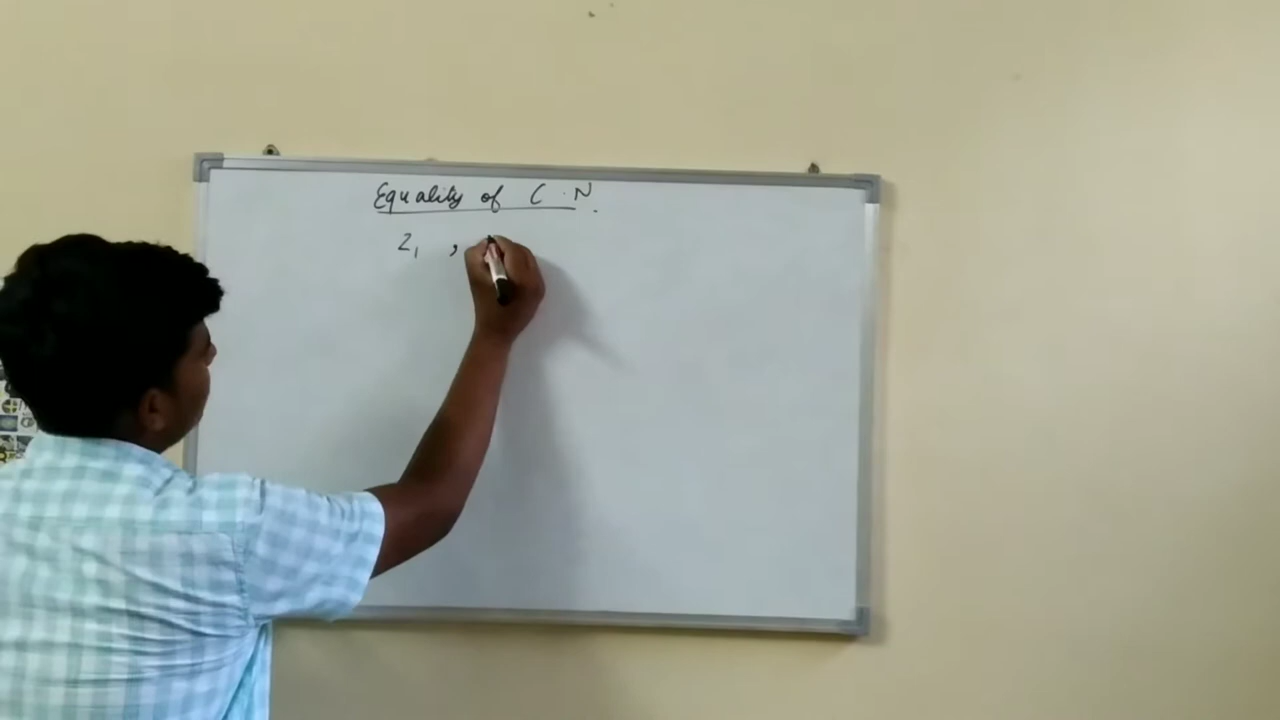 Equality of C.N.
z₁ ,